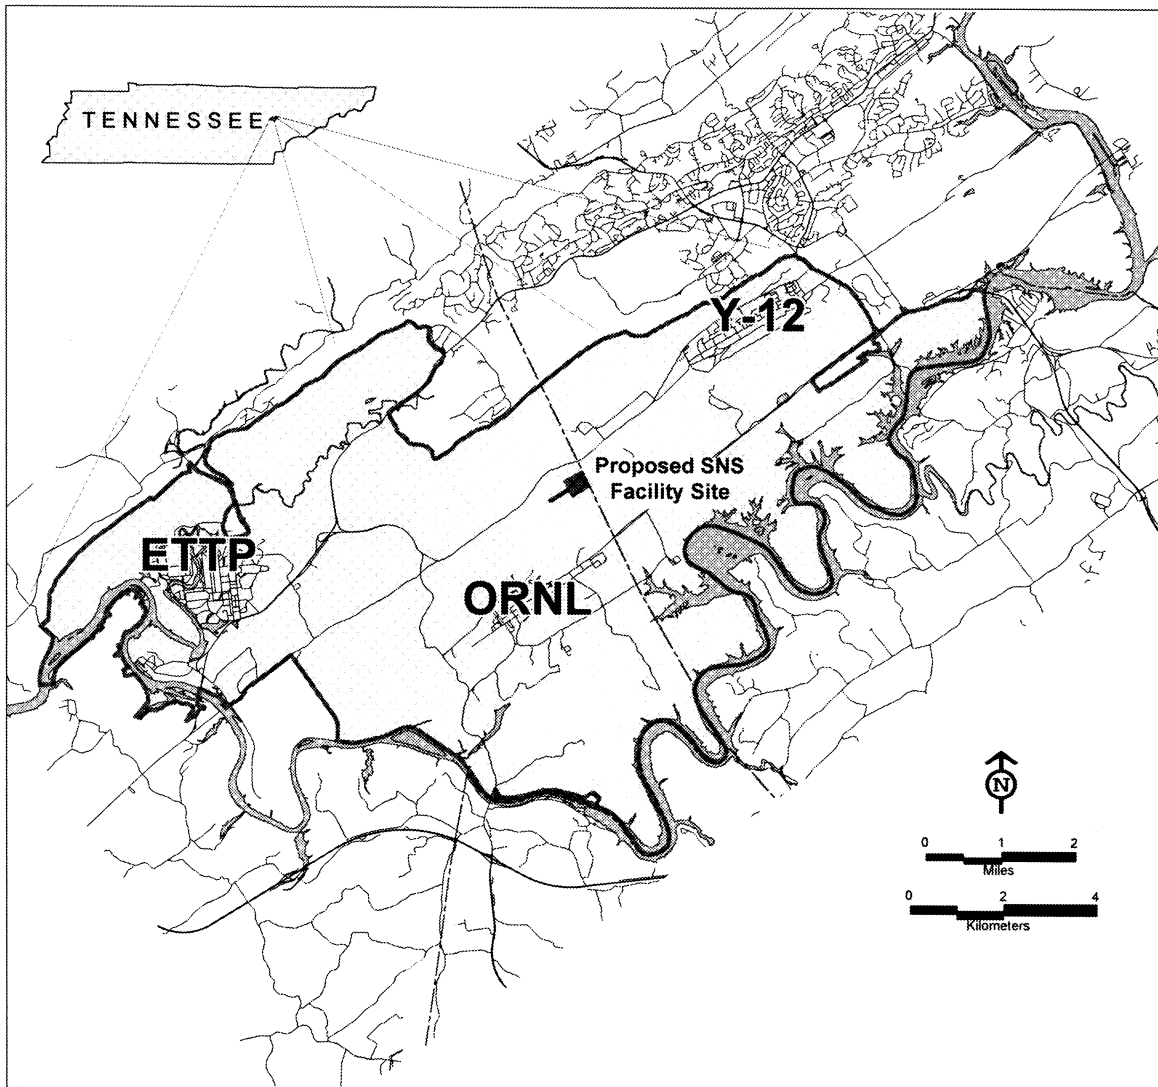 TENNESSEE
Y-12
Proposed SNS
Facility Site
ETTP
ORNL
N
0 1 2
Miles
0 2 4
Kilometers